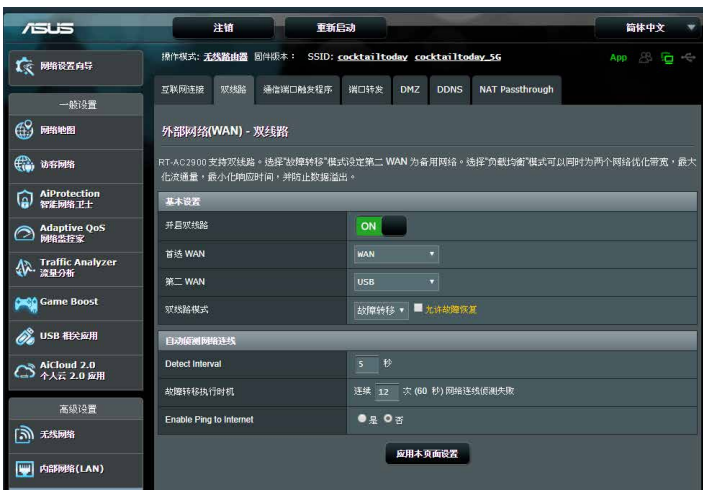 ASUS
注销
重新启动
简体中文
操作模式: 无线路由器 固件版本: SSID: cocktailtoday cocktailtoday_5G
App
网络设置向导
互联网连接 双线路 通信端口触发程序 端口转发 DMZ DDNS NAT Passthrough
一般设置
网络地图
访客网络
AiProtection
智能网络卫士
Adaptive QoS
网络监控家
Traffic Analyzer
流量分析
Game Boost
USB 相关应用
AiCloud 2.0
个人云 2.0 应用
高级设置
无线网络
内部网络(LAN)
外部网络(WAN) - 双线路
RT-AC2900 支持双线路。选择"故障转移"模式设定第二 WAN 为备用网络。选择"负载均衡"模式可以同时为两个网络优化带宽，最大
化流通量，最小化响应时间，并防止数据溢出。
基本设置
开启双线路 ON
首选 WAN WAN
第二 WAN USB
双线路模式 故障转移 允许故障恢复
自动侦测网络连线
Detect Interval 5 秒
故障转移执行时机 连续 12 次 (60 秒) 网络连线侦测失败
Enable Ping to Internet 是 否
应用本页面设置